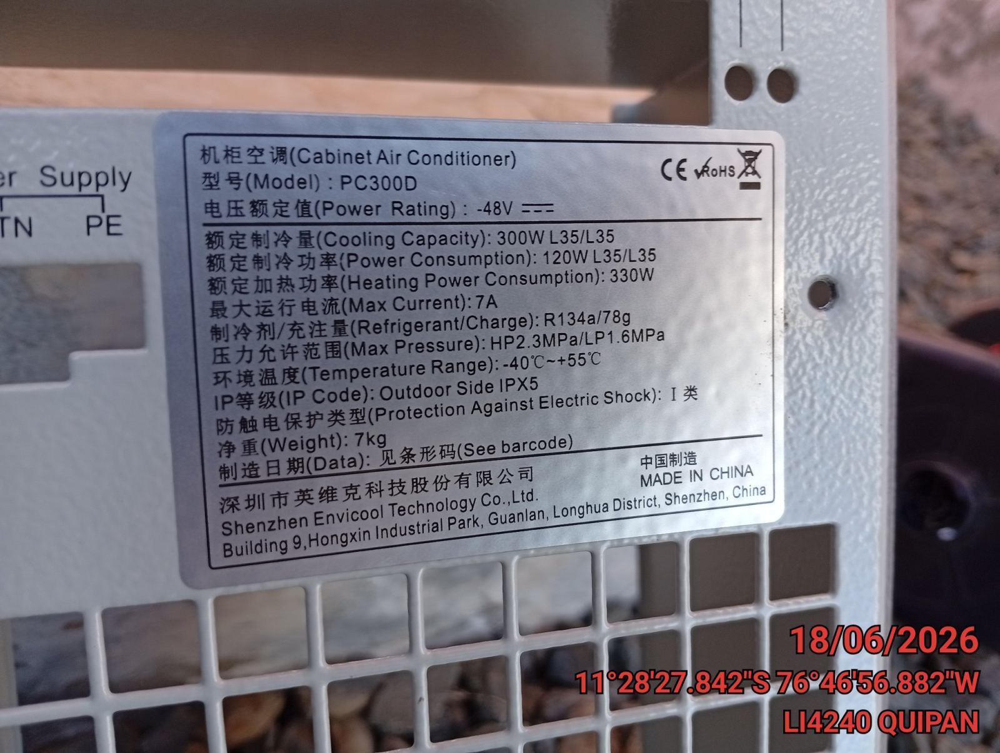 机柜空调(Cabinet Air Conditioner)
型号(Model) : PC300D
电压额定值(Power Rating) : -48V
CE RoHS
额定制冷量(Cooling Capacity): 300W L35/L35
额定制冷功率(Power Consumption): 120W L35/L35
额定加热功率(Heating Power Consumption): 330W
最大运行电流(Max Current): 7A
制冷剂/充注量(Refrigerant/Charge): R134a/78g
压力允许范围(Max Pressure): HP2.3MPa/LP1.6MPa
环境温度(Temperature Range): -40℃~+55℃
IP等级(IP Code): Outdoor Side IPX5
防触电保护类型(Protection Against Electric Shock): I 类
净重(Weight): 7kg
制造日期(Data): 见条形码(See barcode)
深圳市英维克科技股份有限公司
Shenzhen Envicool Technology Co.,Ltd.
Building 9,Hongxin Industrial Park, Guanlan, Longhua District, Shenzhen, China
中国制造
MADE IN CHINA
er Supply
TN PE
18/06/2026
11°28'27.842"S 76°46'56.882"W
LI4240 QUIPAN